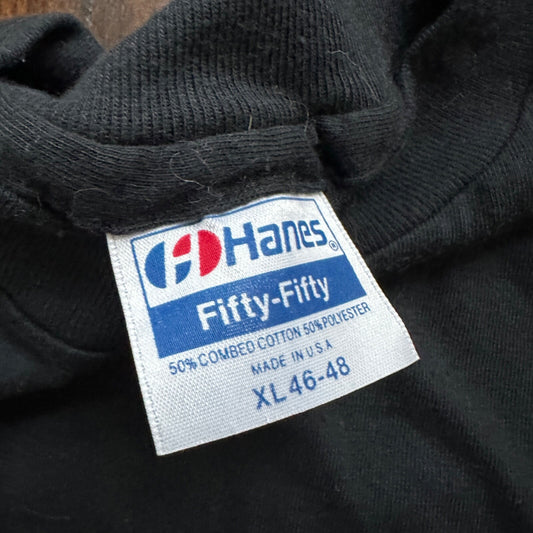 Hanes®
Fifty-Fifty
50% COMBED COTTON 50% POLYESTER
MADE IN U.S.A
XL 46-48